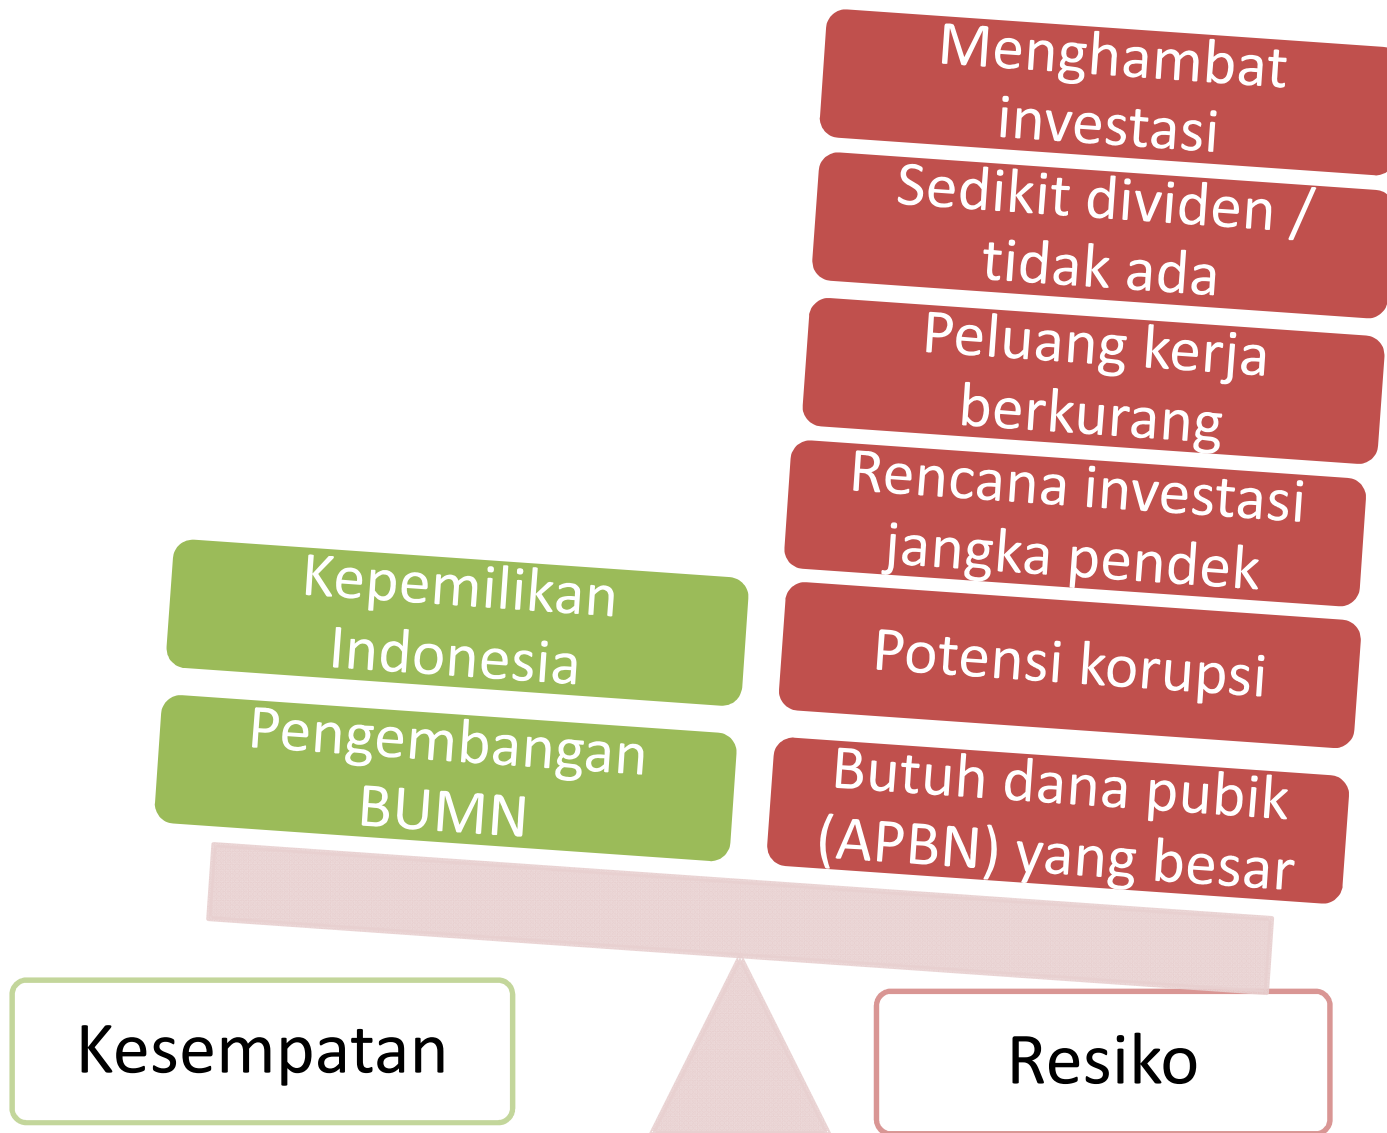 Menghambat
investasi
Sedikit dividen /
tidak ada
Peluang kerja
berkurang
Rencana investasi
jangka pendek
Kepemilikan
Indonesia
Potensi korupsi
Pengembangan
BUMN
Butuh dana pubik
(APBN) yang besar
Kesempatan
Resiko